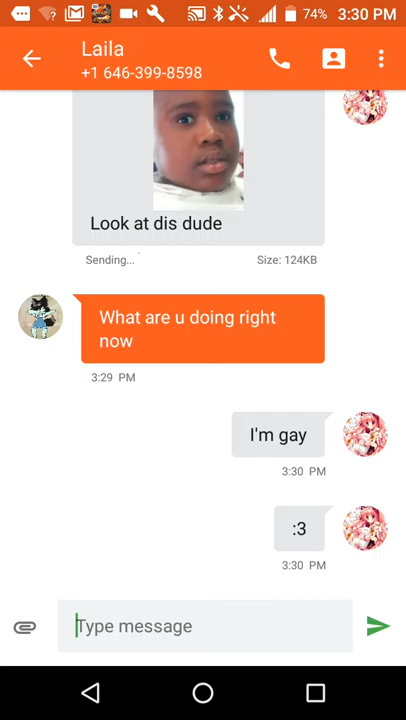 74% 3:30 PM
Laila
+1 646-399-8598
Look at dis dude
Sending...
Size: 124KB
What are u doing right
now
3:29 PM
I'm gay
3:30 PM
:3
3:30 PM
Type message